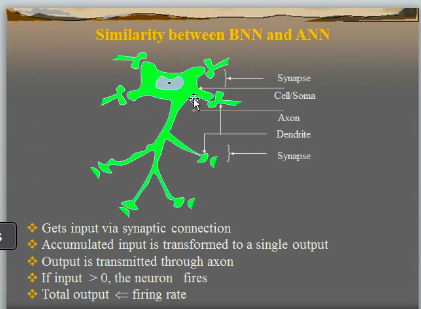 Similarity between BNN and ANN
Synapse
Cell/Soma
Axon
Dendrite
Synapse
Gets input via synaptic connection
Accumulated input is transformed to a single output
Output is transmitted through axon
If input > 0, the neuron fires
Total output ⇐ firing rate